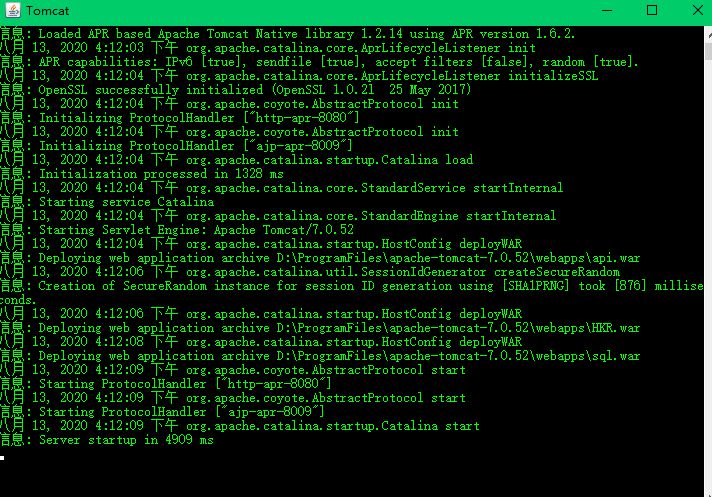 Tomcat
信息: Loaded APR based Apache Tomcat Native library 1.2.14 using APR version 1.6.2.
八月 13, 2020 4:12:03 下午 org.apache.catalina.core.AprLifecycleListener init
信息: APR capabilities: IPv6 [true], sendfile [true], accept filters [false], random [true].
八月 13, 2020 4:12:04 下午 org.apache.catalina.core.AprLifecycleListener initializeSSL
信息: OpenSSL successfully initialized (OpenSSL 1.0.2l  25 May 2017)
八月 13, 2020 4:12:04 下午 org.apache.coyote.AbstractProtocol init
信息: Initializing ProtocolHandler ["http-apr-8080"]
八月 13, 2020 4:12:04 下午 org.apache.coyote.AbstractProtocol init
信息: Initializing ProtocolHandler ["ajp-apr-8009"]
八月 13, 2020 4:12:04 下午 org.apache.catalina.startup.Catalina load
信息: Initialization processed in 1328 ms
八月 13, 2020 4:12:04 下午 org.apache.catalina.core.StandardService startInternal
信息: Starting service Catalina
八月 13, 2020 4:12:04 下午 org.apache.catalina.core.StandardEngine startInternal
信息: Starting Servlet Engine: Apache Tomcat/7.0.52
八月 13, 2020 4:12:04 下午 org.apache.catalina.startup.HostConfig deployWAR
信息: Deploying web application archive D:\ProgramFiles\apache-tomcat-7.0.52\webapps\api.war
八月 13, 2020 4:12:06 下午 org.apache.catalina.util.SessionIdGenerator createSecureRandom
信息: Creation of SecureRandom instance for session ID generation using [SHA1PRNG] took [876] millise
conds.
八月 13, 2020 4:12:06 下午 org.apache.catalina.startup.HostConfig deployWAR
信息: Deploying web application archive D:\ProgramFiles\apache-tomcat-7.0.52\webapps\HKR.war
八月 13, 2020 4:12:08 下午 org.apache.catalina.startup.HostConfig deployWAR
信息: Deploying web application archive D:\ProgramFiles\apache-tomcat-7.0.52\webapps\sql.war
八月 13, 2020 4:12:09 下午 org.apache.coyote.AbstractProtocol start
信息: Starting ProtocolHandler ["http-apr-8080"]
八月 13, 2020 4:12:09 下午 org.apache.coyote.AbstractProtocol start
信息: Starting ProtocolHandler ["ajp-apr-8009"]
八月 13, 2020 4:12:09 下午 org.apache.catalina.startup.Catalina start
信息: Server startup in 4909 ms